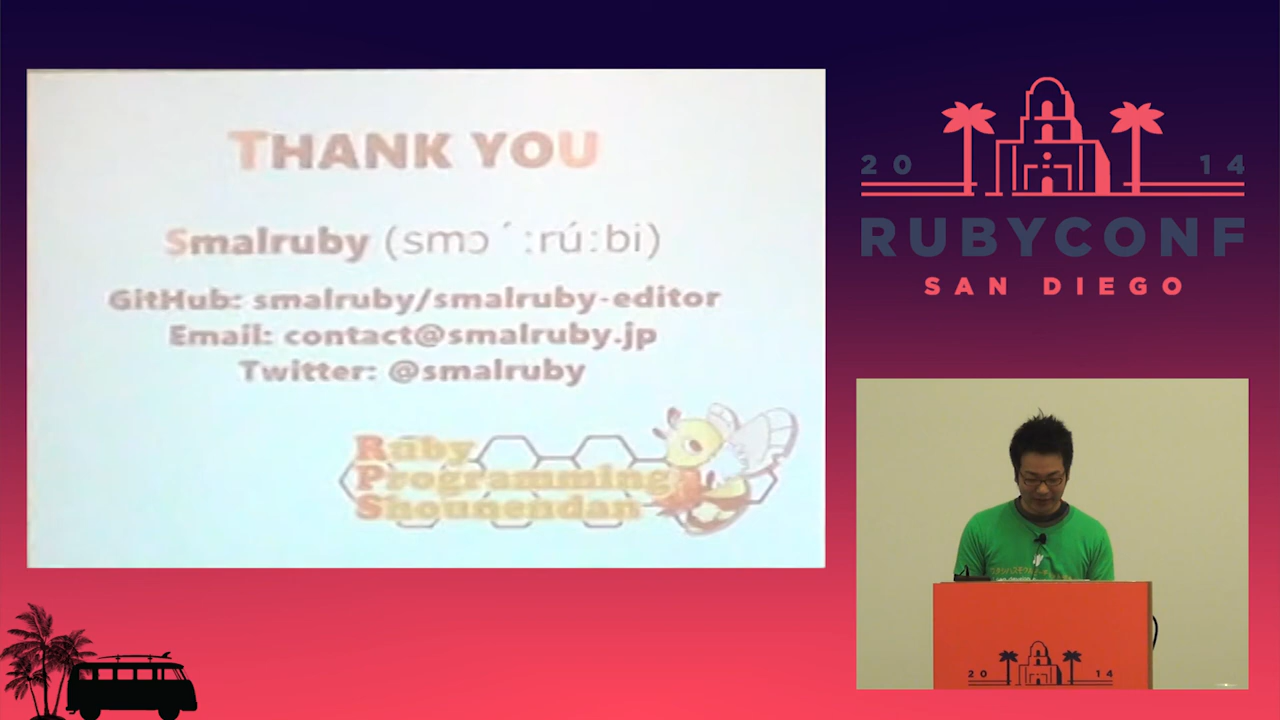 THANK YOU
Smalruby (smɔ´:rú:bi)
GitHub: smalruby/smalruby-editor
Email: contact@smalruby.jp
Twitter: @smalruby
Ruby
Programming
Shounendan
20 14
RUBYCONF
SAN DIEGO
20 14